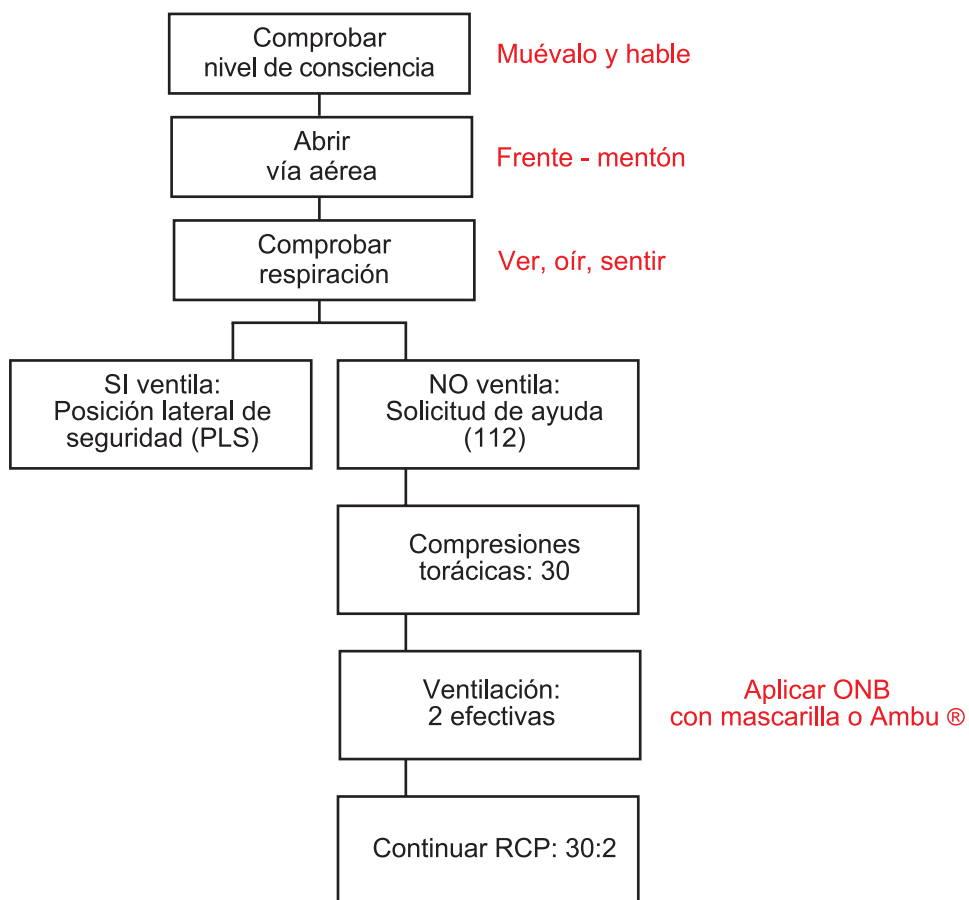 Comprobar
nivel de consciencia
Muévalo y hable
Abrir
vía aérea
Frente - mentón
Comprobar
respiración
Ver, oír, sentir
SI ventila:
Posición lateral de
seguridad (PLS)
NO ventila:
Solicitud de ayuda
(112)
Compresiones
torácicas: 30
Ventilación:
2 efectivas
Aplicar ONB
con mascarilla o Ambu ®
Continuar RCP: 30:2